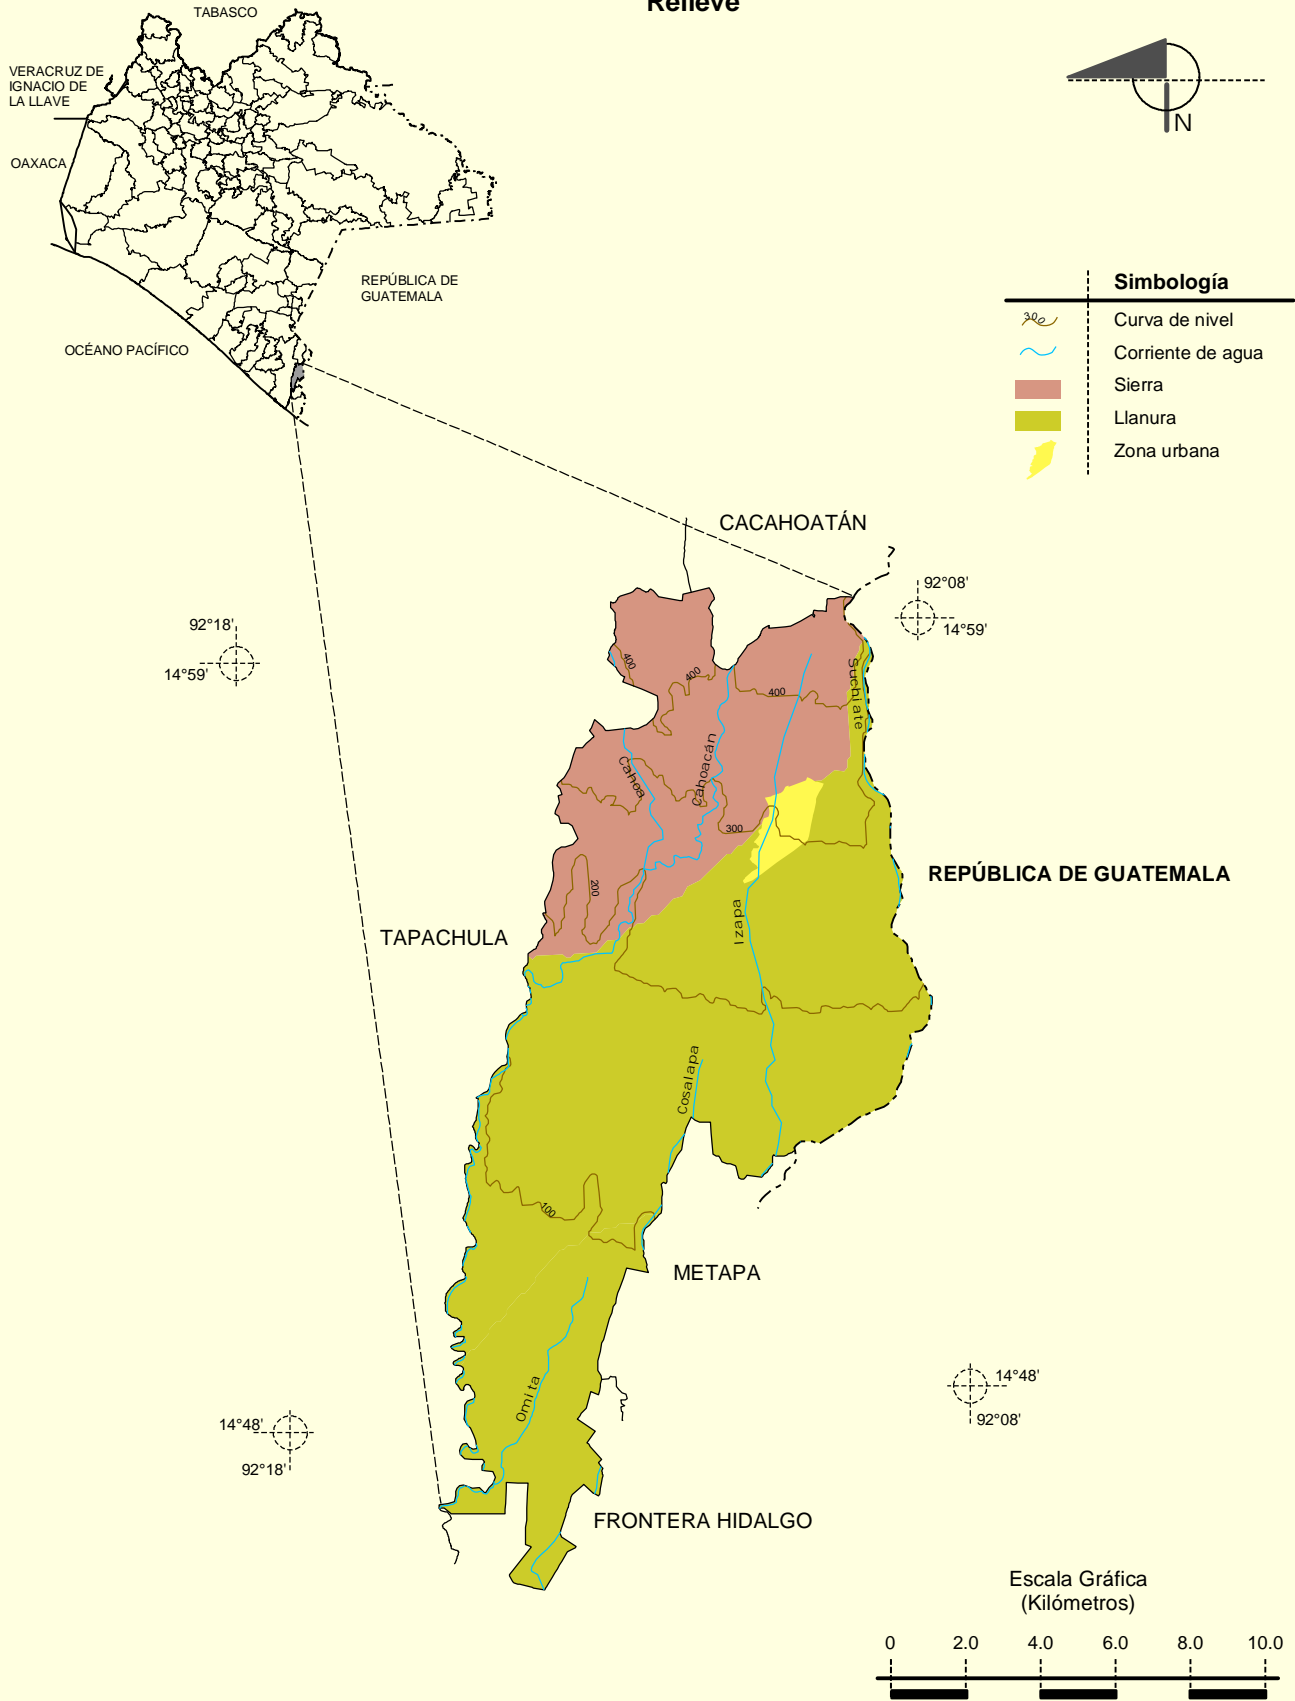 Relieve
TABASCO
VERACRUZ DE
IGNACIO DE
LA LLAVE
OAXACA
REPÚBLICA DE
GUATEMALA
OCÉANO PACÍFICO
N
Simbología
300
Curva de nivel
Corriente de agua
Sierra
Llanura
Zona urbana
CACAHOATÁN
92°08'
14°59'
92°18'
14°59'
400
400
400
Suchiate
Cahoa
Cahoacán
300
200
REPÚBLICA DE GUATEMALA
TAPACHULA
Izapa
Cosalapa
100
METAPA
Omita
14°48'
92°08'
14°48'
92°18'
FRONTERA HIDALGO
Escala Gráfica
(Kilómetros)
0 2.0 4.0 6.0 8.0 10.0